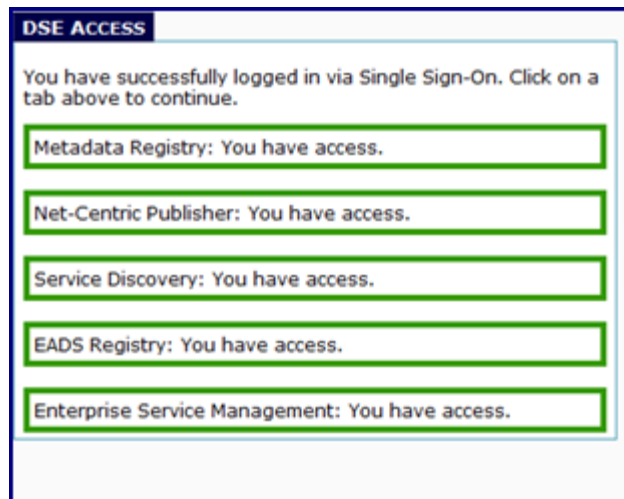 DSE ACCESS
You have successfully logged in via Single Sign-On. Click on a
tab above to continue.
Metadata Registry: You have access.
Net-Centric Publisher: You have access.
Service Discovery: You have access.
EADS Registry: You have access.
Enterprise Service Management: You have access.